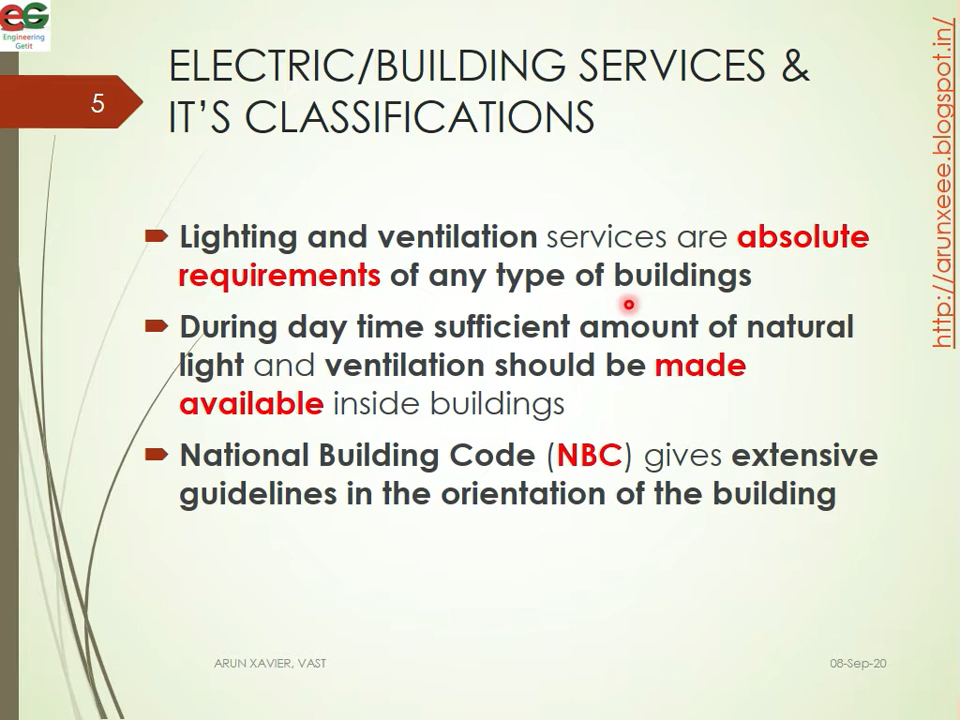 EG
Engineering
Getit
5
ELECTRIC/BUILDING SERVICES &
IT'S CLASSIFICATIONS
http://arunxeee.blogspot.in/
Lighting and ventilation services are absolute
requirements of any type of buildings
During day time sufficient amount of natural
light and ventilation should be made
available inside buildings
National Building Code (NBC) gives extensive
guidelines in the orientation of the building
ARUN XAVIER, VAST
08-Sep-20